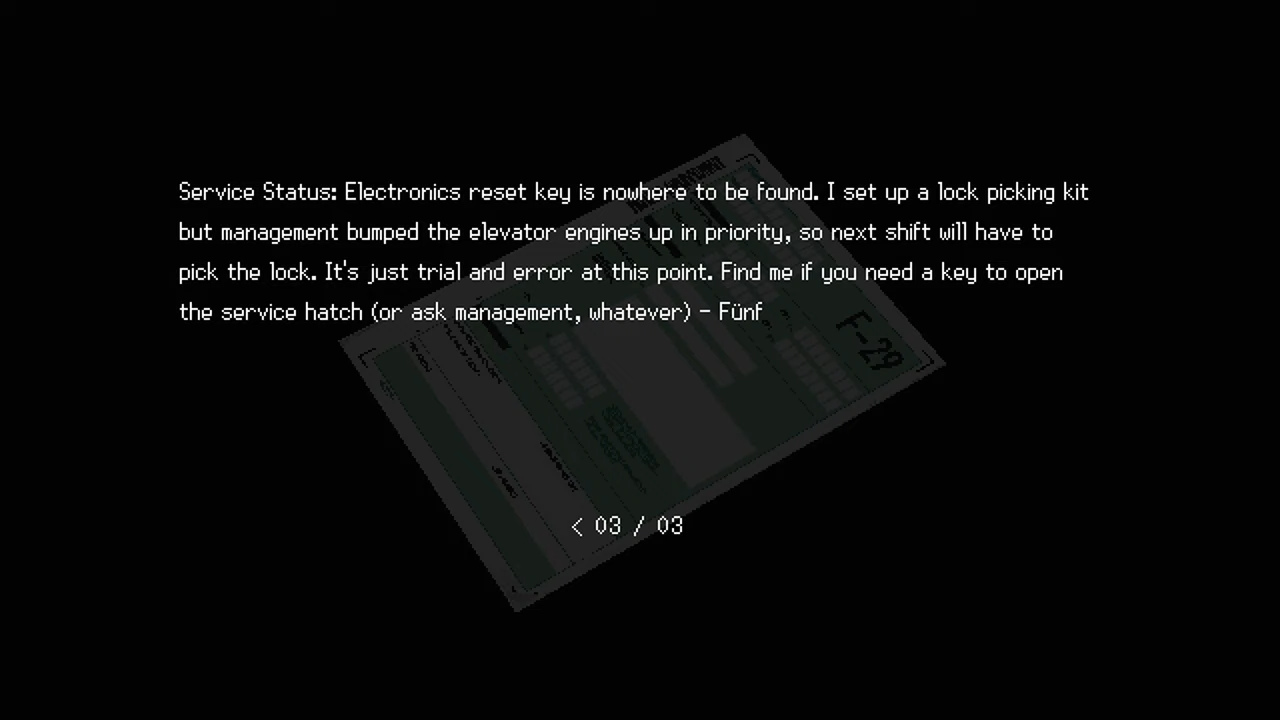 Service Status: Electronics reset key is nowhere to be found. I set up a lock picking kit
but management bumped the elevator engines up in priority, so next shift will have to
pick the lock. It's just trial and error at this point. Find me if you need a key to open
the service hatch (or ask management, whatever) - Fünf
F-29
< 03 / 03